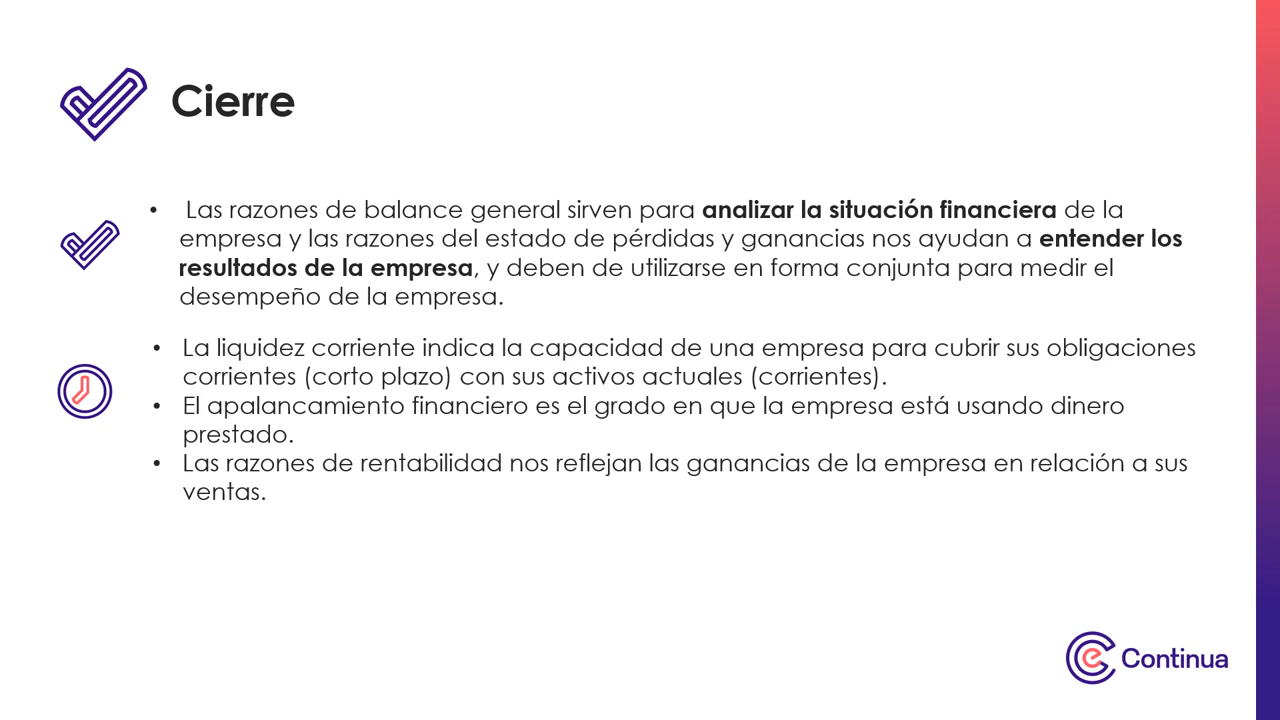 Cierre
• Las razones de balance general sirven para analizar la situación financiera de la
empresa y las razones del estado de pérdidas y ganancias nos ayudan a entender los
resultados de la empresa, y deben de utilizarse en forma conjunta para medir el
desempeño de la empresa.
• La liquidez corriente indica la capacidad de una empresa para cubrir sus obligaciones
corrientes (corto plazo) con sus activos actuales (corrientes).
• El apalancamiento financiero es el grado en que la empresa está usando dinero
prestado.
• Las razones de rentabilidad nos reflejan las ganancias de la empresa en relación a sus
ventas.
Continua